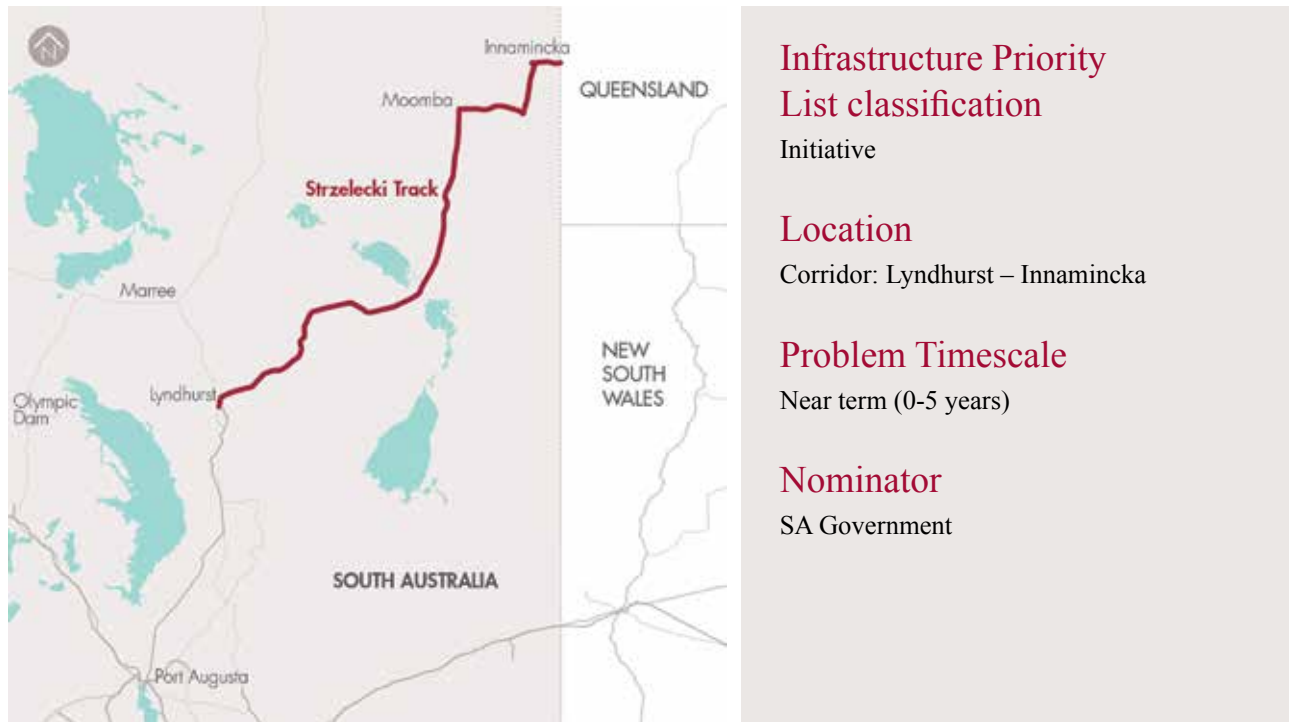 N
Innamincka
QUEENSLAND
Moomba
Strzelecki Track
Marree
NEW
SOUTH
WALES
Lyndhurst
Olympic
Dam
SOUTH AUSTRALIA
Port Augusta
Infrastructure Priority
List classification
Initiative
Location
Corridor: Lyndhurst – Innamincka
Problem Timescale
Near term (0-5 years)
Nominator
SA Government